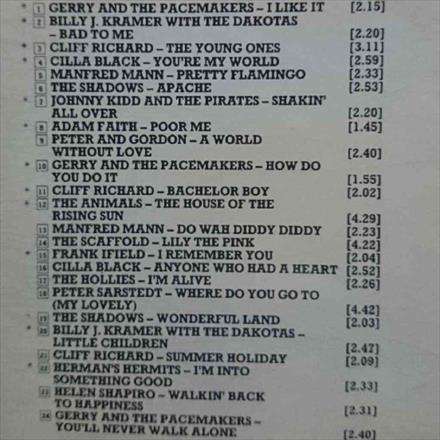 * 1 GERRY AND THE PACEMAKERS – I LIKE IT [2.15]
* 2 BILLY J. KRAMER WITH THE DAKOTAS
– BAD TO ME [2.20]
* 3 CLIFF RICHARD – THE YOUNG ONES [3.11]
* 4 CILLA BLACK – YOU'RE MY WORLD [2.59]
5 MANFRED MANN – PRETTY FLAMINGO [2.33]
* 6 THE SHADOWS – APACHE [2.53]
* 7 JOHNNY KIDD AND THE PIRATES – SHAKIN'
ALL OVER [2.20]
* 8 ADAM FAITH – POOR ME [1.45]
9 PETER AND GORDON – A WORLD
WITHOUT LOVE [2.40]
* 10 GERRY AND THE PACEMAKERS – HOW DO
YOU DO IT [1.55]
* 11 CLIFF RICHARD – BACHELOR BOY [2.02]
* 12 THE ANIMALS – THE HOUSE OF THE
RISING SUN [4.29]
13 MANFRED MANN – DO WAH DIDDY DIDDY [2.23]
14 THE SCAFFOLD – LILY THE PINK [4.22]
* 15 FRANK IFIELD – I REMEMBER YOU [2.04]
16 CILLA BLACK – ANYONE WHO HAD A HEART [2.52]
17 THE HOLLIES – I'M ALIVE [2.26]
18 PETER SARSTEDT – WHERE DO YOU GO TO
(MY LOVELY) [4.42]
* 19 THE SHADOWS – WONDERFUL LAND [2.03]
* 20 BILLY J. KRAMER WITH THE DAKOTAS –
LITTLE CHILDREN [2.47]
21 CLIFF RICHARD – SUMMER HOLIDAY [2.09]
* 22 HERMAN'S HERMITS – I'M INTO
SOMETHING GOOD [2.33]
23 HELEN SHAPIRO – WALKIN' BACK
TO HAPPINESS [2.31]
24 GERRY AND THE PACEMAKERS –
YOU'LL NEVER WALK ALONE [2.40]